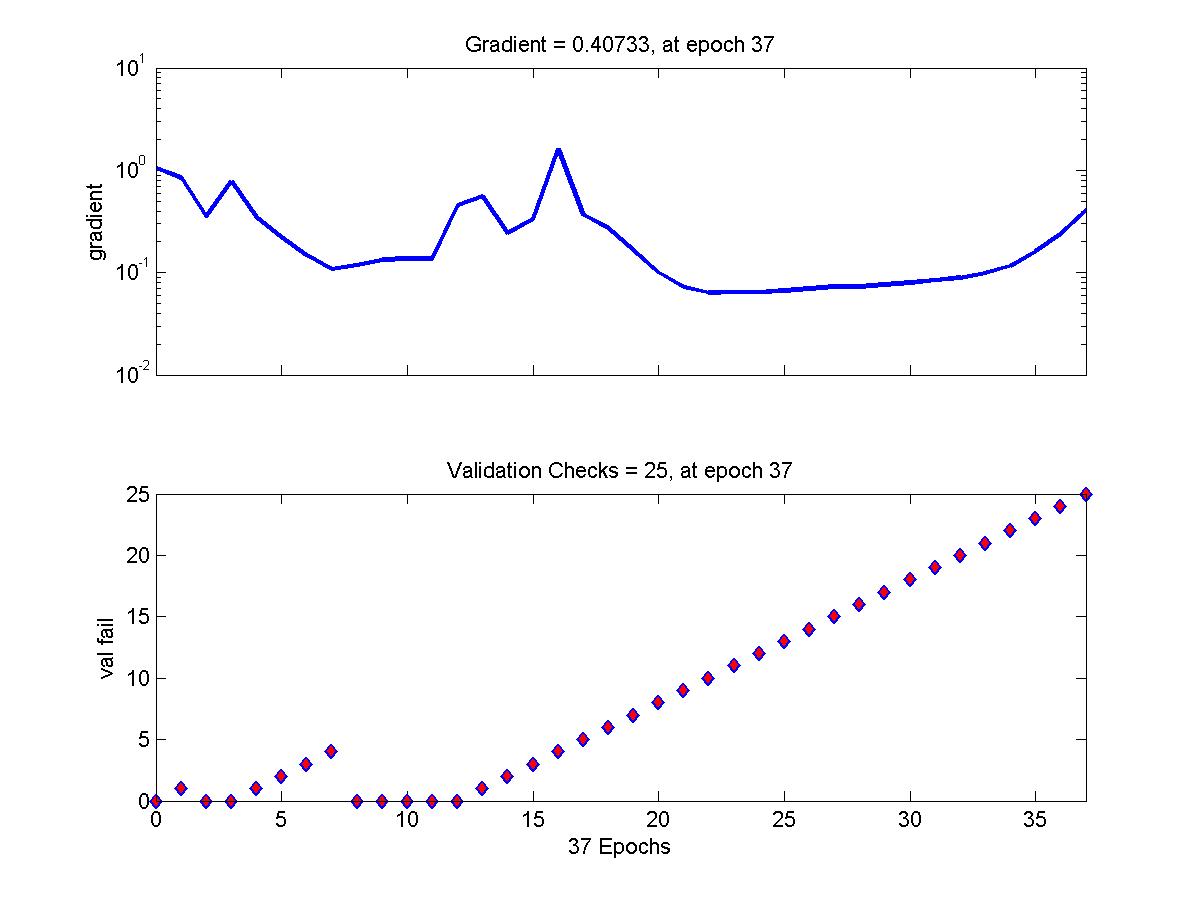 Gradient = 0.40733, at epoch 37
10^1
10^0
10^-1
10^-2
gradient
Validation Checks = 25, at epoch 37
25
20
15
10
5
0
val fail
0 5 10 15 20 25 30 35
37 Epochs